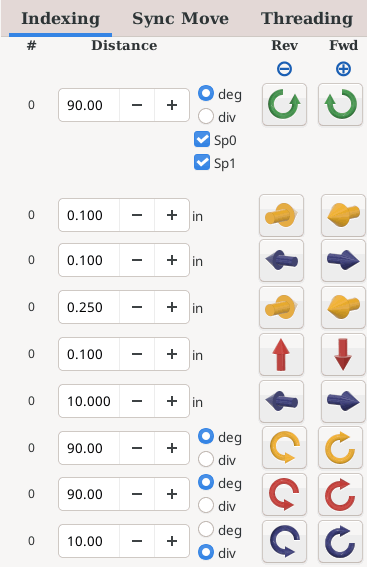 Indexing Sync Move Threading
# Distance Rev Fwd
0 90.00 − + deg
div
Sp0
Sp1
0 0.100 − + in
0 0.100 − + in
0 0.250 − + in
0 0.100 − + in
0 10.000 − + in
0 90.00 − + deg
div
0 90.00 − + deg
div
0 10.00 − + deg
div